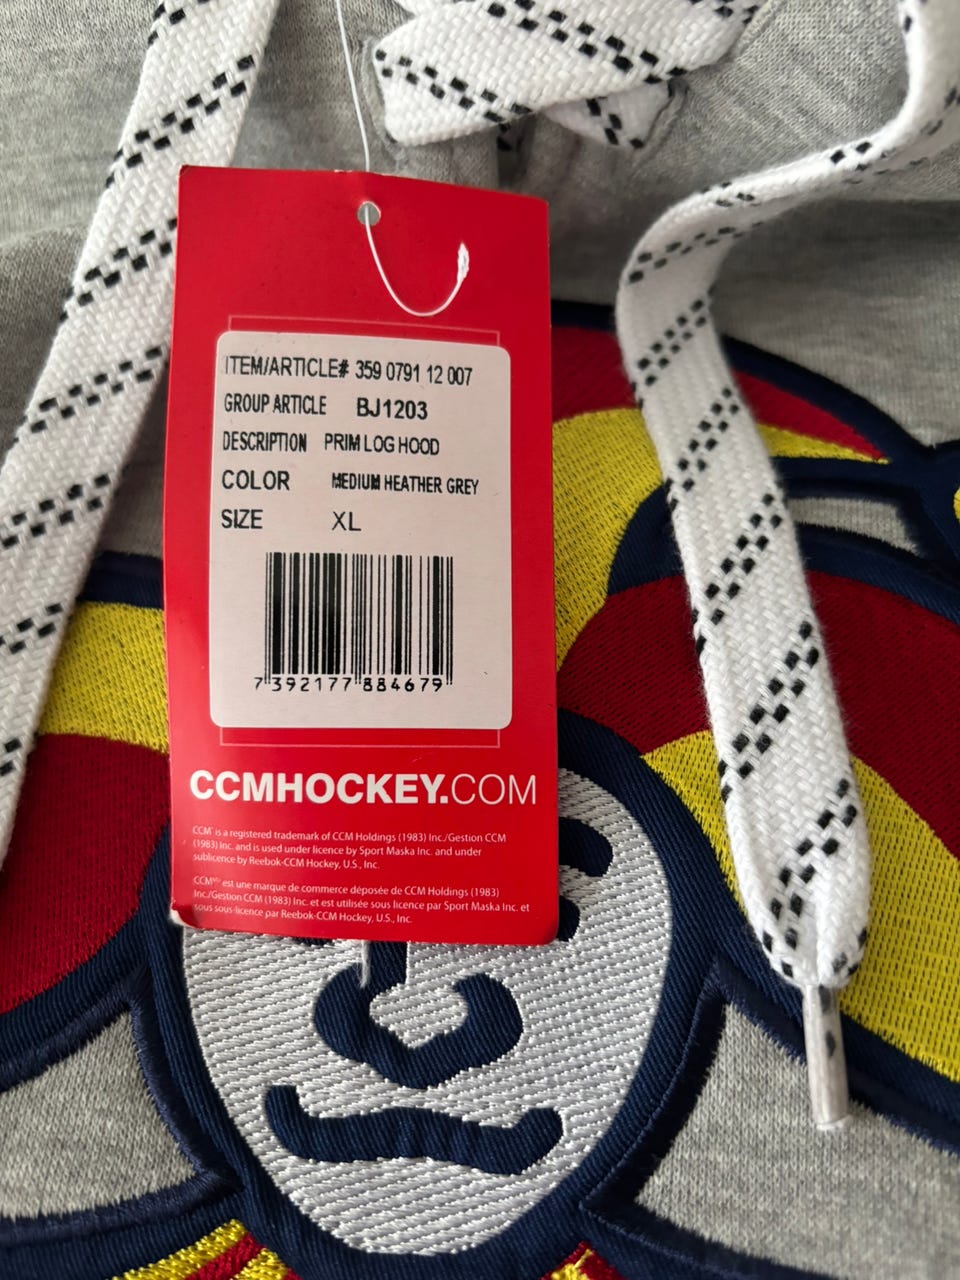 ITEM/ARTICLE# 359 0791 12 007
GROUP ARTICLE BJ1203
DESCRIPTION PRIM LOG HOOD
COLOR MEDIUM HEATHER GREY
SIZE XL
7392177884679
CCMHOCKEY.COM
CCM® is a registered trademark of CCM Holdings (1983) Inc./Gestion CCM
(1983) Inc. and is used under licence by Sport Maska Inc. and under
sublicence by Reebok-CCM Hockey, U.S., Inc.
CCMᴹᴰ est une marque de commerce déposée de CCM Holdings (1983)
Inc./Gestion CCM (1983) Inc. et est utilisée sous licence par Sport Maska Inc. et
sous sous-licence par Reebok-CCM Hockey, U.S., Inc.